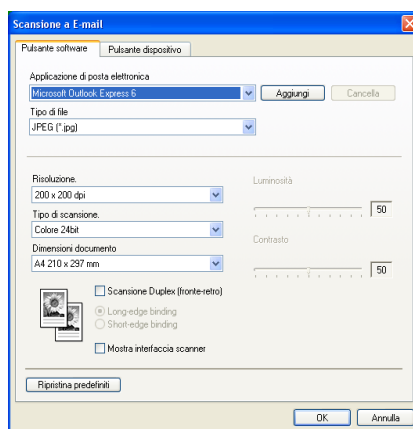 Scansione a E-mail
Pulsante software
Pulsante dispositivo
Applicazione di posta elettronica
Microsoft Outlook Express 6
Aggiungi
Cancella
Tipo di file
JPEG (*.jpg)
Risoluzione.
200 x 200 dpi
Tipo di scansione.
Colore 24bit
Dimensioni documento
A4 210 x 297 mm
Luminosità
50
Contrasto
50
Scansione Duplex (fronte-retro)
Long-edge binding
Short-edge binding
Mostra interfaccia scanner
Ripristina predefiniti
OK
Annulla